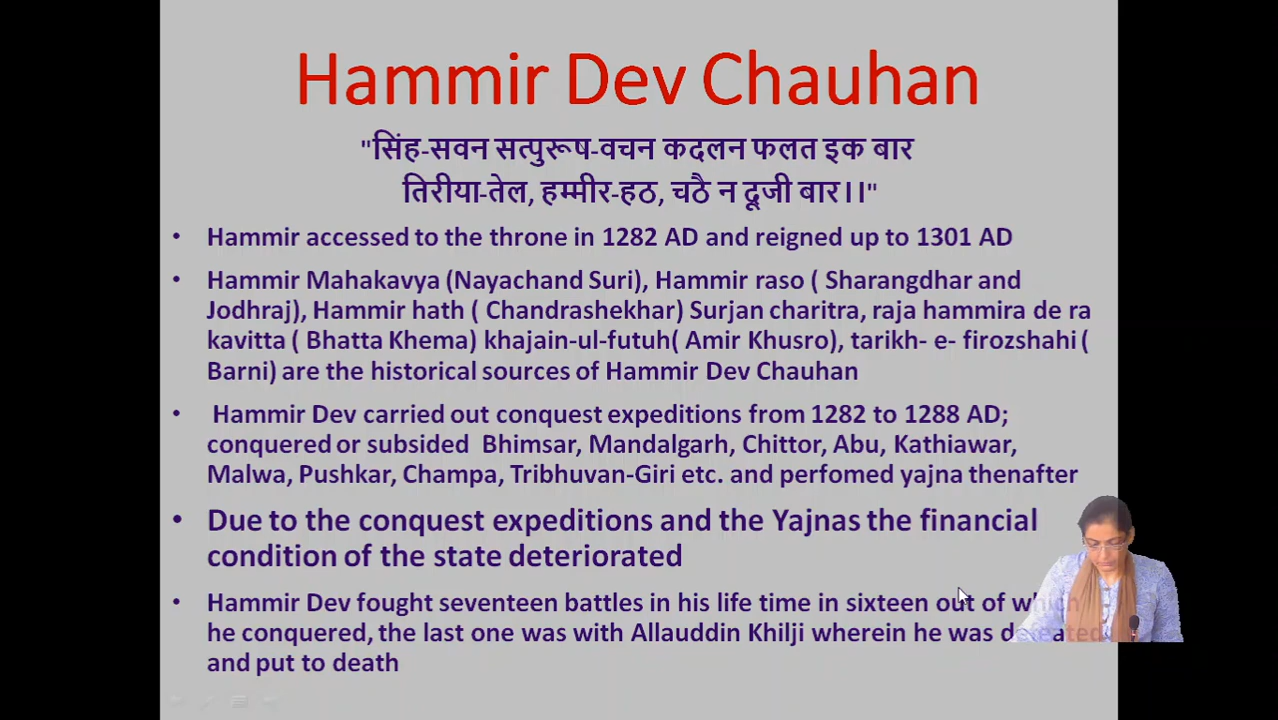 Hammir Dev Chauhan
"सिंह-सवन सत्पुरूष-वचन कदलन फलत इक बार
तिरीया-तेल, हम्मीर-हठ, चठै न दूजी बार।।"
• Hammir accessed to the throne in 1282 AD and reigned up to 1301 AD
• Hammir Mahakavya (Nayachand Suri), Hammir raso ( Sharangdhar and
Jodhraj), Hammir hath ( Chandrashekhar) Surjan charitra, raja hammira de ra
kavitta ( Bhatta Khema) khajain-ul-futuh( Amir Khusro), tarikh- e- firozshahi (
Barni) are the historical sources of Hammir Dev Chauhan
• Hammir Dev carried out conquest expeditions from 1282 to 1288 AD;
conquered or subsided Bhimsar, Mandalgarh, Chittor, Abu, Kathiawar,
Malwa, Pushkar, Champa, Tribhuvan-Giri etc. and perfomed yajna thenafter
• Due to the conquest expeditions and the Yajnas the financial
condition of the state deteriorated
• Hammir Dev fought seventeen battles in his life time in sixteen out of which
he conquered, the last one was with Allauddin Khilji wherein he was defeated
and put to death